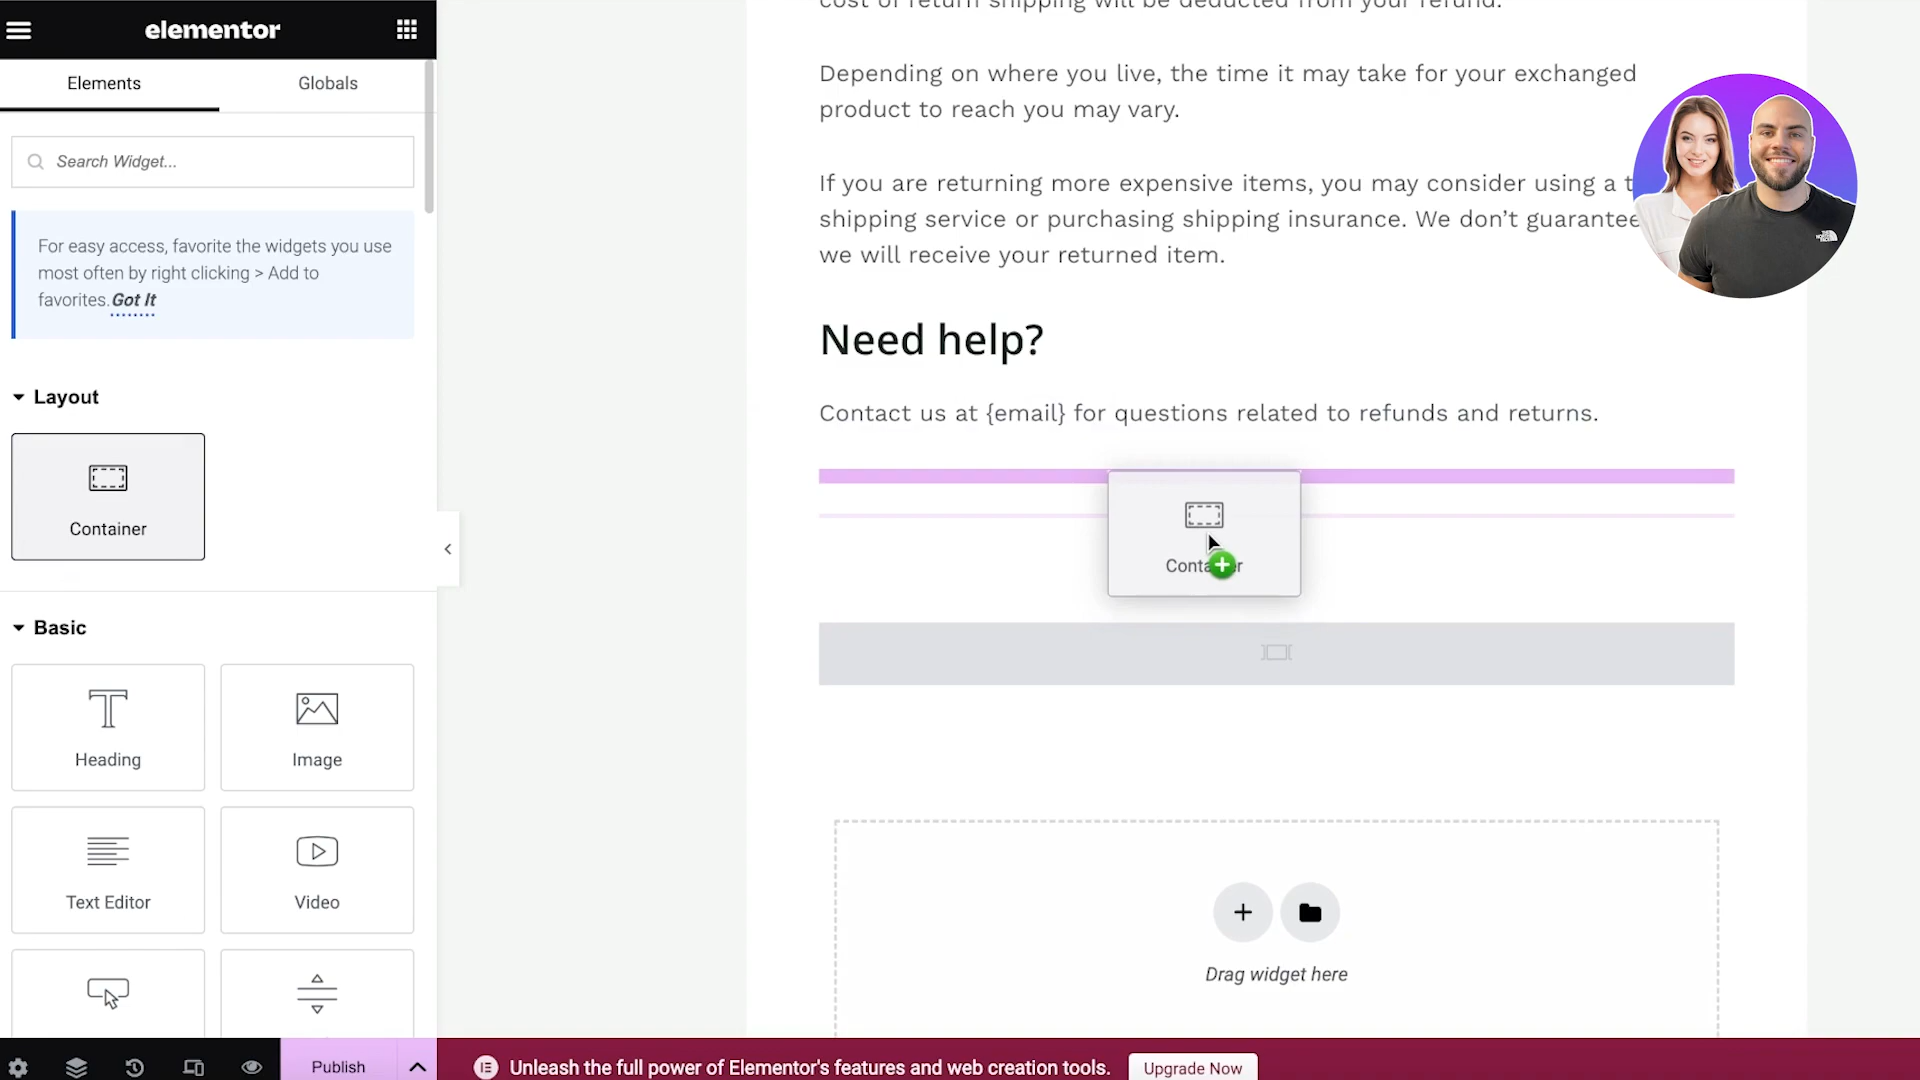 elementor
Elements
Globals
Search Widget...
For easy access, favorite the widgets you use
most often by right clicking > Add to
favorites. Got It
Layout
Container
Basic
Heading
Image
Text Editor
Video
Publish
Depending on where you live, the time it may take for your exchanged
product to reach you may vary.
If you are returning more expensive items, you may consider using a t
shipping service or purchasing shipping insurance. We don’t guarantee
we will receive your returned item.
Need help?
Contact us at {email} for questions related to refunds and returns.
Drag widget here
Unleash the full power of Elementor's features and web creation tools.
Upgrade Now